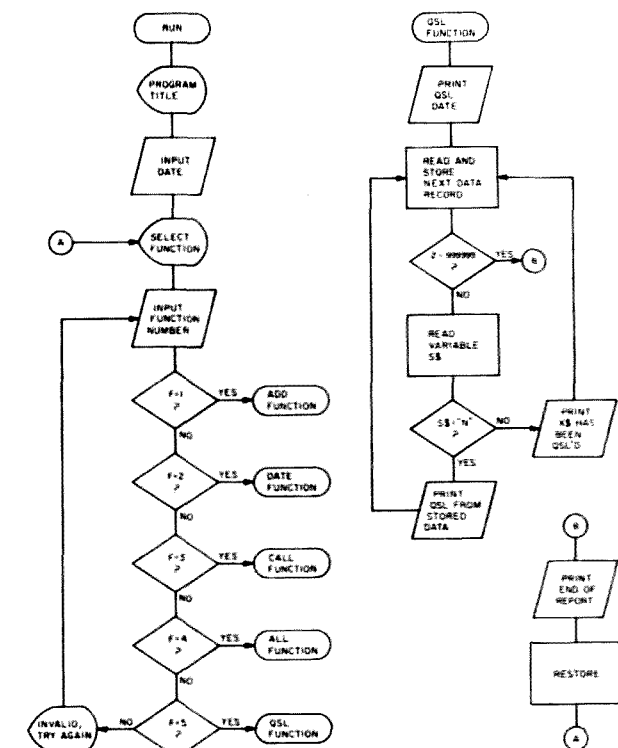 RUN
PROGRAM
TITLE
INPUT
DATE
A
SELECT
FUNCTION
INPUT
FUNCTION
NUMBER
F=1
?
YES
ADD
FUNCTION
NO
F=2
?
YES
DATE
FUNCTION
NO
F=3
?
YES
CALL
FUNCTION
NO
F=4
?
YES
ALL
FUNCTION
NO
F=5
?
YES
QSL
FUNCTION
NO
INVALID,
TRY AGAIN
QSL
FUNCTION
PRINT
QSL
DATE
READ AND
STORE
NEXT DATA
RECORD
Z=999999
?
YES
B
NO
READ
VARIABLE
S$
S$="N"
?
NO
PRINT
X$ HAS
BEEN
QSL'D
YES
PRINT
QSL FROM
STORED
DATA
B
PRINT
END OF
REPORT
RESTORE
A